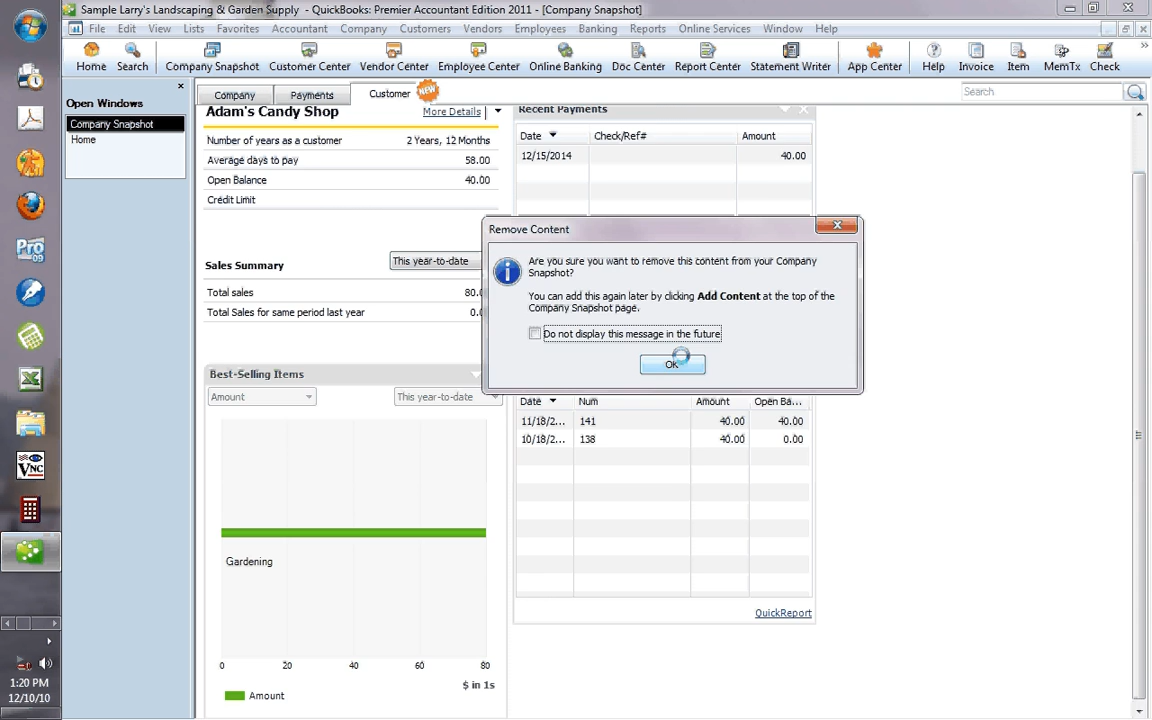 Sample Larry's Landscaping & Garden Supply - QuickBooks: Premier Accountant Edition 2011 - [Company Snapshot]
File Edit View Lists Favorites Accountant Company Customers Vendors Employees Banking Reports Online Services Window Help
Home Search Company Snapshot Customer Center Vendor Center Employee Center Online Banking Doc Center Report Center Statement Writer App Center Help Invoice Item MemTx Check
Open Windows
Company Snapshot
Home
Company Payments Customer NEW
Search
Adam's Candy Shop More Details
Number of years as a customer 2 Years, 12 Months
Average days to pay 58.00
Open Balance 40.00
Credit Limit
Recent Payments
Date Check/Ref# Amount
12/15/2014 40.00
Sales Summary This year-to-date
Total sales 80.0
Total Sales for same period last year 0.0
Remove Content
Are you sure you want to remove this content from your Company
Snapshot?
You can add this again later by clicking Add Content at the top of the
Company Snapshot page.
Do not display this message in the future
OK
Best-Selling Items
Amount This year-to-date
Gardening
0 20 40 60 80
$ in 1s
Amount
Date Num Amount Open Ba...
11/18/2... 141 40.00 40.00
10/18/2... 138 40.00 0.00
QuickReport
Pro
09
VNC
1:20 PM
12/10/10